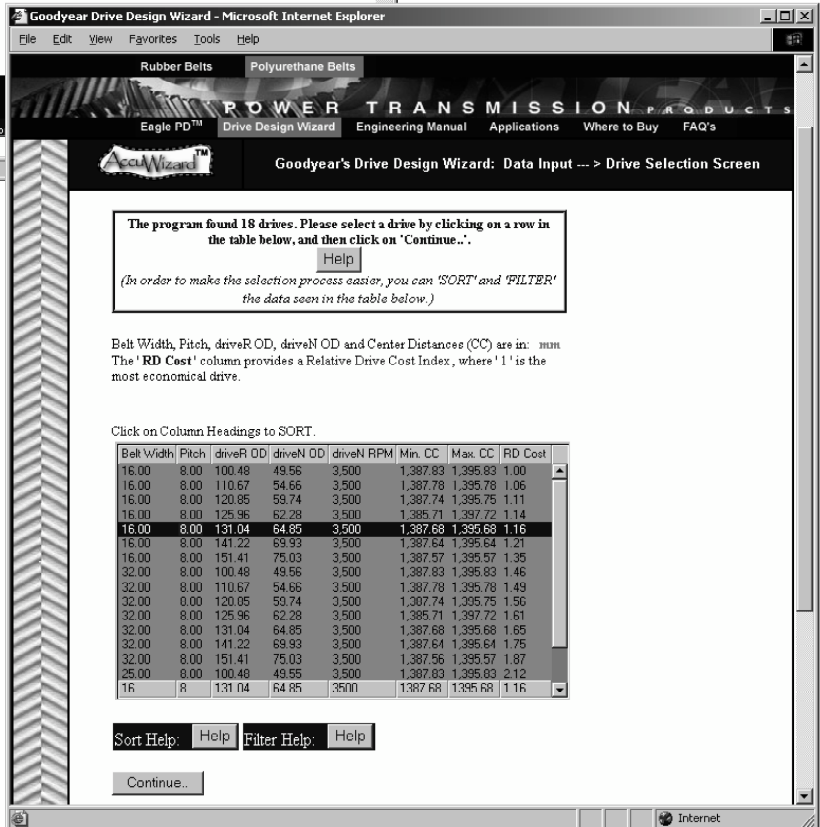 Goodyear Drive Design Wizard - Microsoft Internet Explorer
File Edit View Favorites Tools Help
Rubber Belts Polyurethane Belts
POWER TRANSMISSION PRODUCTS
Eagle PD™ Drive Design Wizard Engineering Manual Applications Where to Buy FAQ's
AccuWizard™ Goodyear's Drive Design Wizard: Data Input --- > Drive Selection Screen
The program found 18 drives. Please select a drive by clicking on a row in
the table below, and then click on 'Continue..'.
Help
(In order to make the selection process easier, you can 'SORT' and 'FILTER'
the data seen in the table below.)
Belt Width, Pitch, driveR OD, driveN OD and Center Distances (CC) are in: mm
The 'RD Cost' column provides a Relative Drive Cost Index, where '1' is the
most economical drive.
Click on Column Headings to SORT.
Belt Width Pitch driveR OD driveN OD driveN RPM Min. CC Max. CC RD Cost
16.00 8.00 100.48 49.56 3,500 1,387.83 1,395.83 1.00
16.00 8.00 110.67 54.66 3,500 1,387.78 1,395.78 1.06
16.00 8.00 120.85 59.74 3,500 1,387.74 1,395.75 1.11
16.00 8.00 125.96 62.28 3,500 1,385.71 1,397.72 1.14
16.00 8.00 131.04 64.85 3,500 1,387.68 1,395.68 1.16
16.00 8.00 141.22 69.93 3,500 1,387.64 1,395.64 1.21
16.00 8.00 151.41 75.03 3,500 1,387.57 1,395.57 1.35
32.00 8.00 100.48 49.56 3,500 1,387.83 1,395.83 1.46
32.00 8.00 110.67 54.66 3,500 1,387.78 1,395.78 1.49
32.00 8.00 120.85 59.74 3,500 1,387.74 1,395.75 1.56
32.00 8.00 125.96 62.28 3,500 1,385.71 1,397.72 1.61
32.00 8.00 131.04 64.85 3,500 1,387.68 1,395.68 1.65
32.00 8.00 141.22 69.93 3,500 1,387.64 1,395.64 1.75
32.00 8.00 151.41 75.03 3,500 1,387.56 1,395.57 1.87
25.00 8.00 100.48 49.55 3,500 1,387.83 1,395.83 2.12
16 8 131.04 64.85 3500 1387.68 1395.68 1.16
Sort Help: Help Filter Help: Help
Continue..
Internet